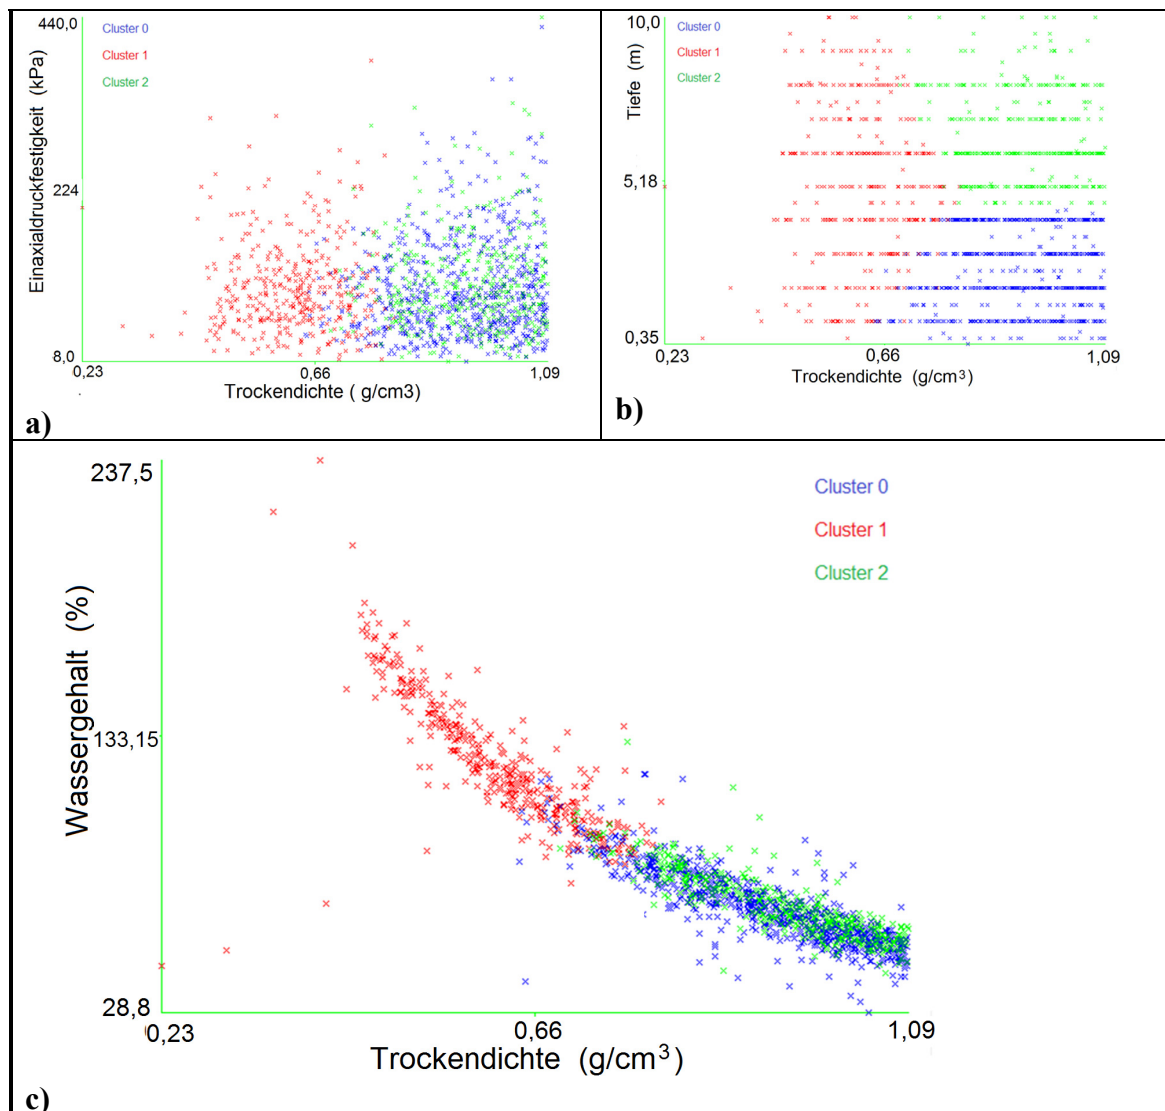 440,0
Cluster 0
Cluster 1
Cluster 2
Einaxialdruckfestigkeit (kPa)
224
8,0
0,23
0,66
1,09
Trockendichte ( g/cm3)
a)
10,0
Cluster 0
Cluster 1
Cluster 2
Tiefe (m)
5,18
0,35
0,23
0,66
1,09
Trockendichte (g/cm³)
b)
237,5
Cluster 0
Cluster 1
Cluster 2
Wassergehalt (%)
133,15
28,8
0,23
0,66
1,09
Trockendichte (g/cm³)
c)